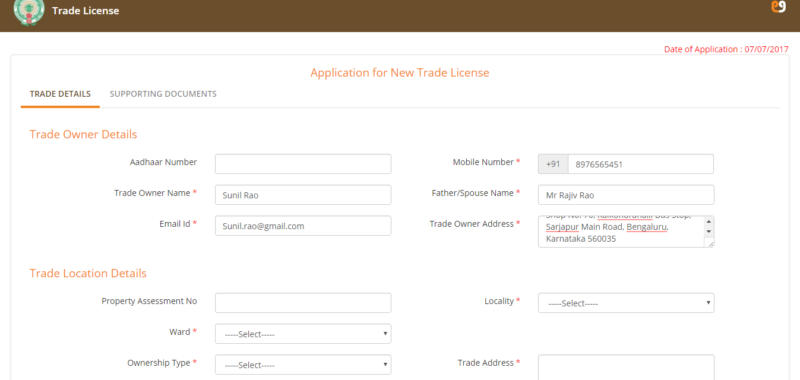 Trade License
Date of Application : 07/07/2017
Application for New Trade License
TRADE DETAILS SUPPORTING DOCUMENTS
Trade Owner Details
Aadhaar Number Mobile Number * +91 8976565451
Trade Owner Name * Sunil Rao Father/Spouse Name * Mr Rajiv Rao
Email Id * Sunil.rao@gmail.com Trade Owner Address *
Sarjapur Main Road, Bengaluru,
Karnataka 560035
Trade Location Details
Property Assessment No Locality * -----Select-----
Ward * -----Select-----
Ownership Type * -----Select----- Trade Address *